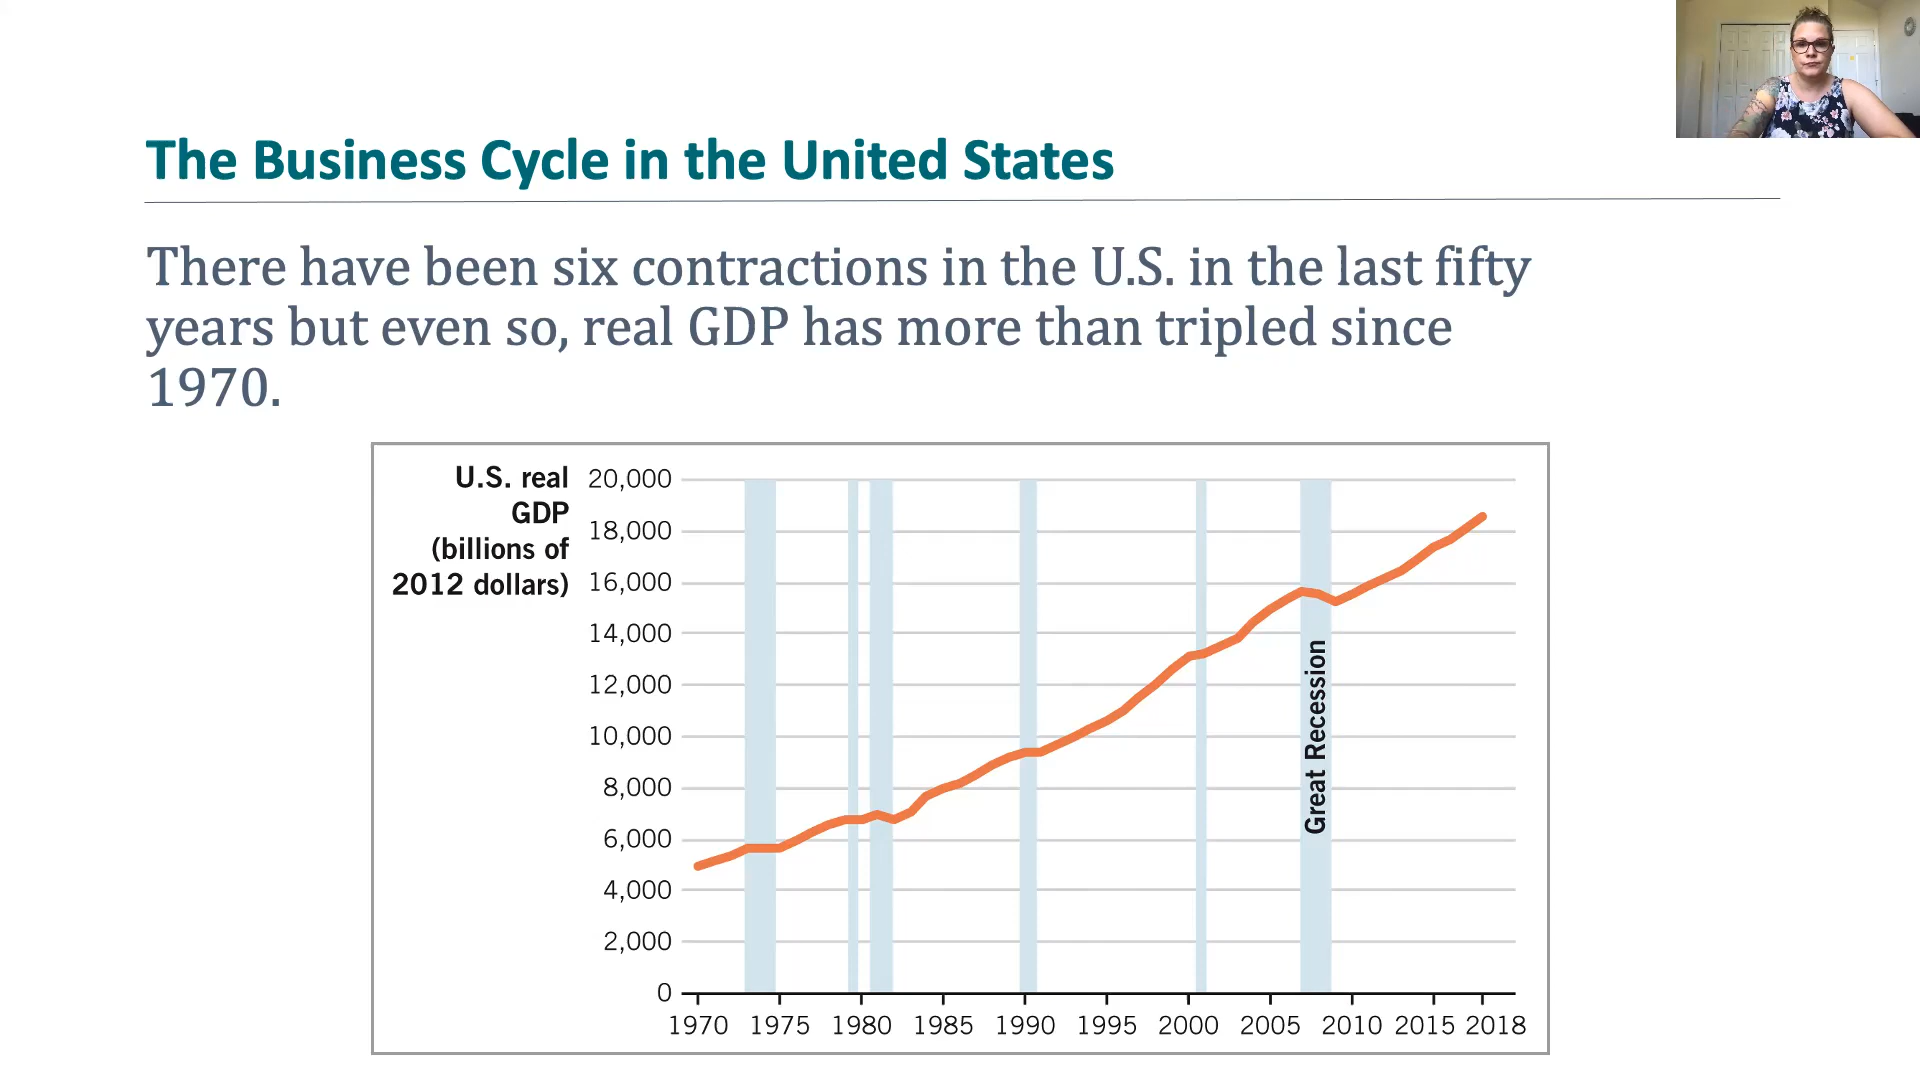 The Business Cycle in the United States
There have been six contractions in the U.S. in the last fifty
years but even so, real GDP has more than tripled since
1970.
U.S. real
GDP
(billions of
2012 dollars)
20,000
18,000
16,000
14,000
12,000
10,000
8,000
6,000
4,000
2,000
0
Great Recession
1970 1975 1980 1985 1990 1995 2000 2005 2010 2015 2018